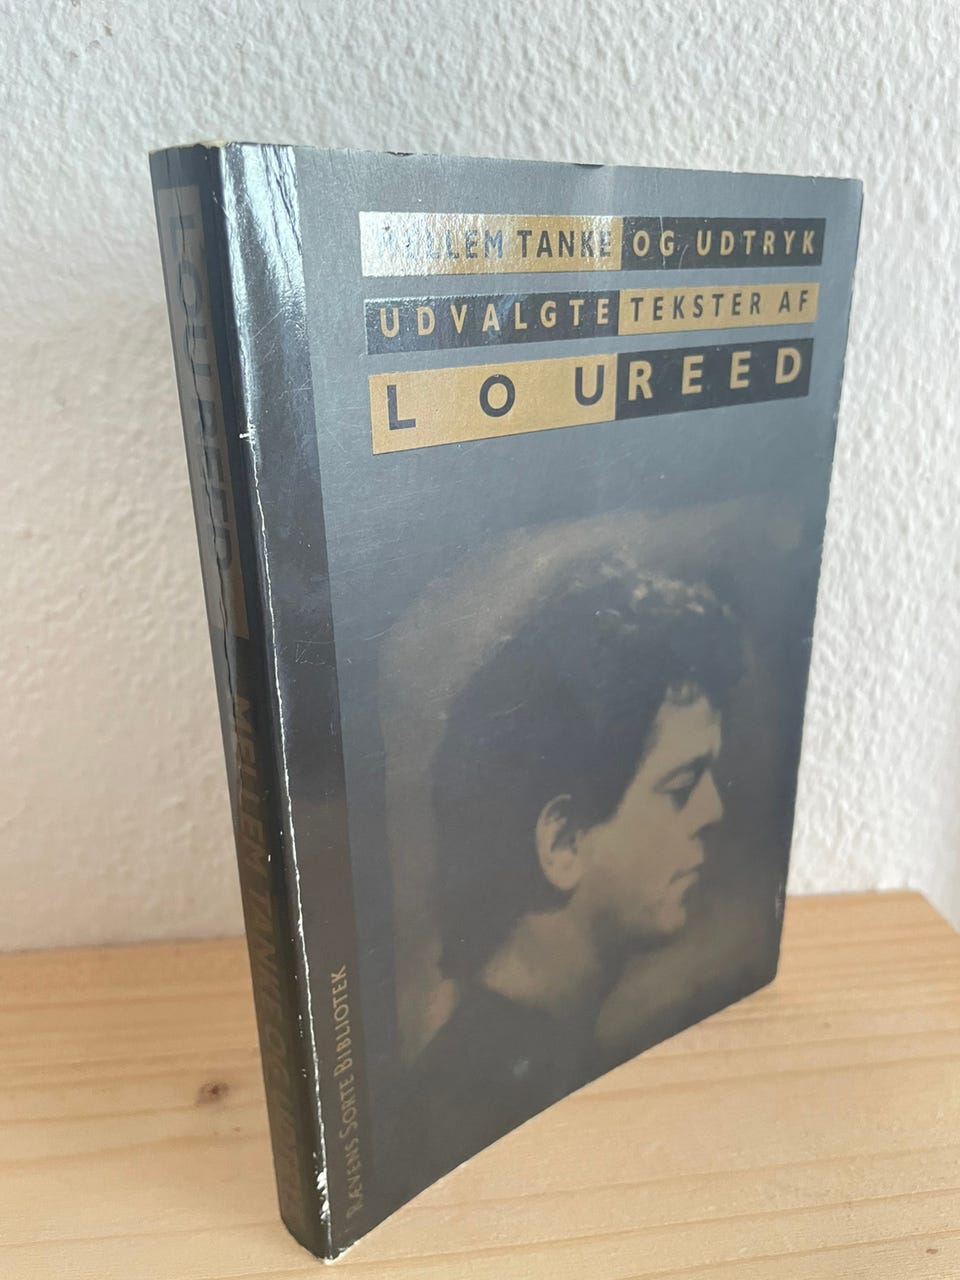 MELLEM TANKE OG UDTRYK
UDVALGTE TEKSTER AF
LOU REED
RÆVENS SORTE BIBLIOTEK
LOU REED MELLEM TANKE OG UDTRYK